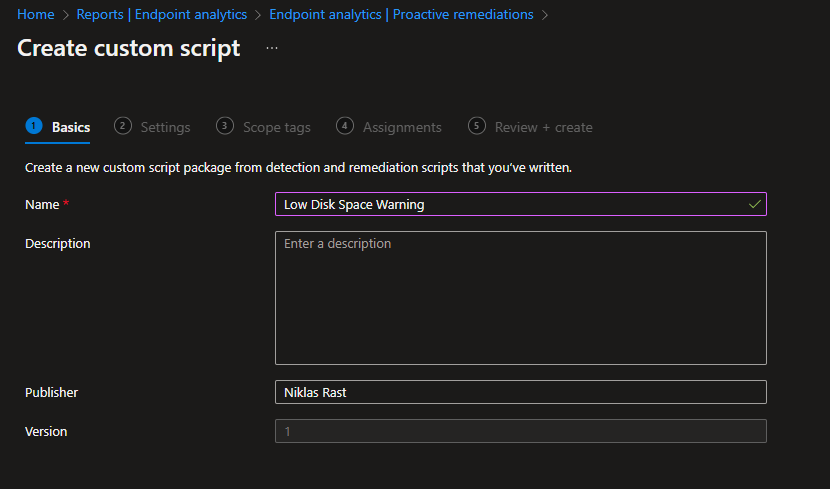 Home > Reports | Endpoint analytics > Endpoint analytics | Proactive remediations >
Create custom script ...
1 Basics 2 Settings 3 Scope tags 4 Assignments 5 Review + create
Create a new custom script package from detection and remediation scripts that you've written.
Name * Low Disk Space Warning
Description Enter a description
Publisher Niklas Rast
Version 1